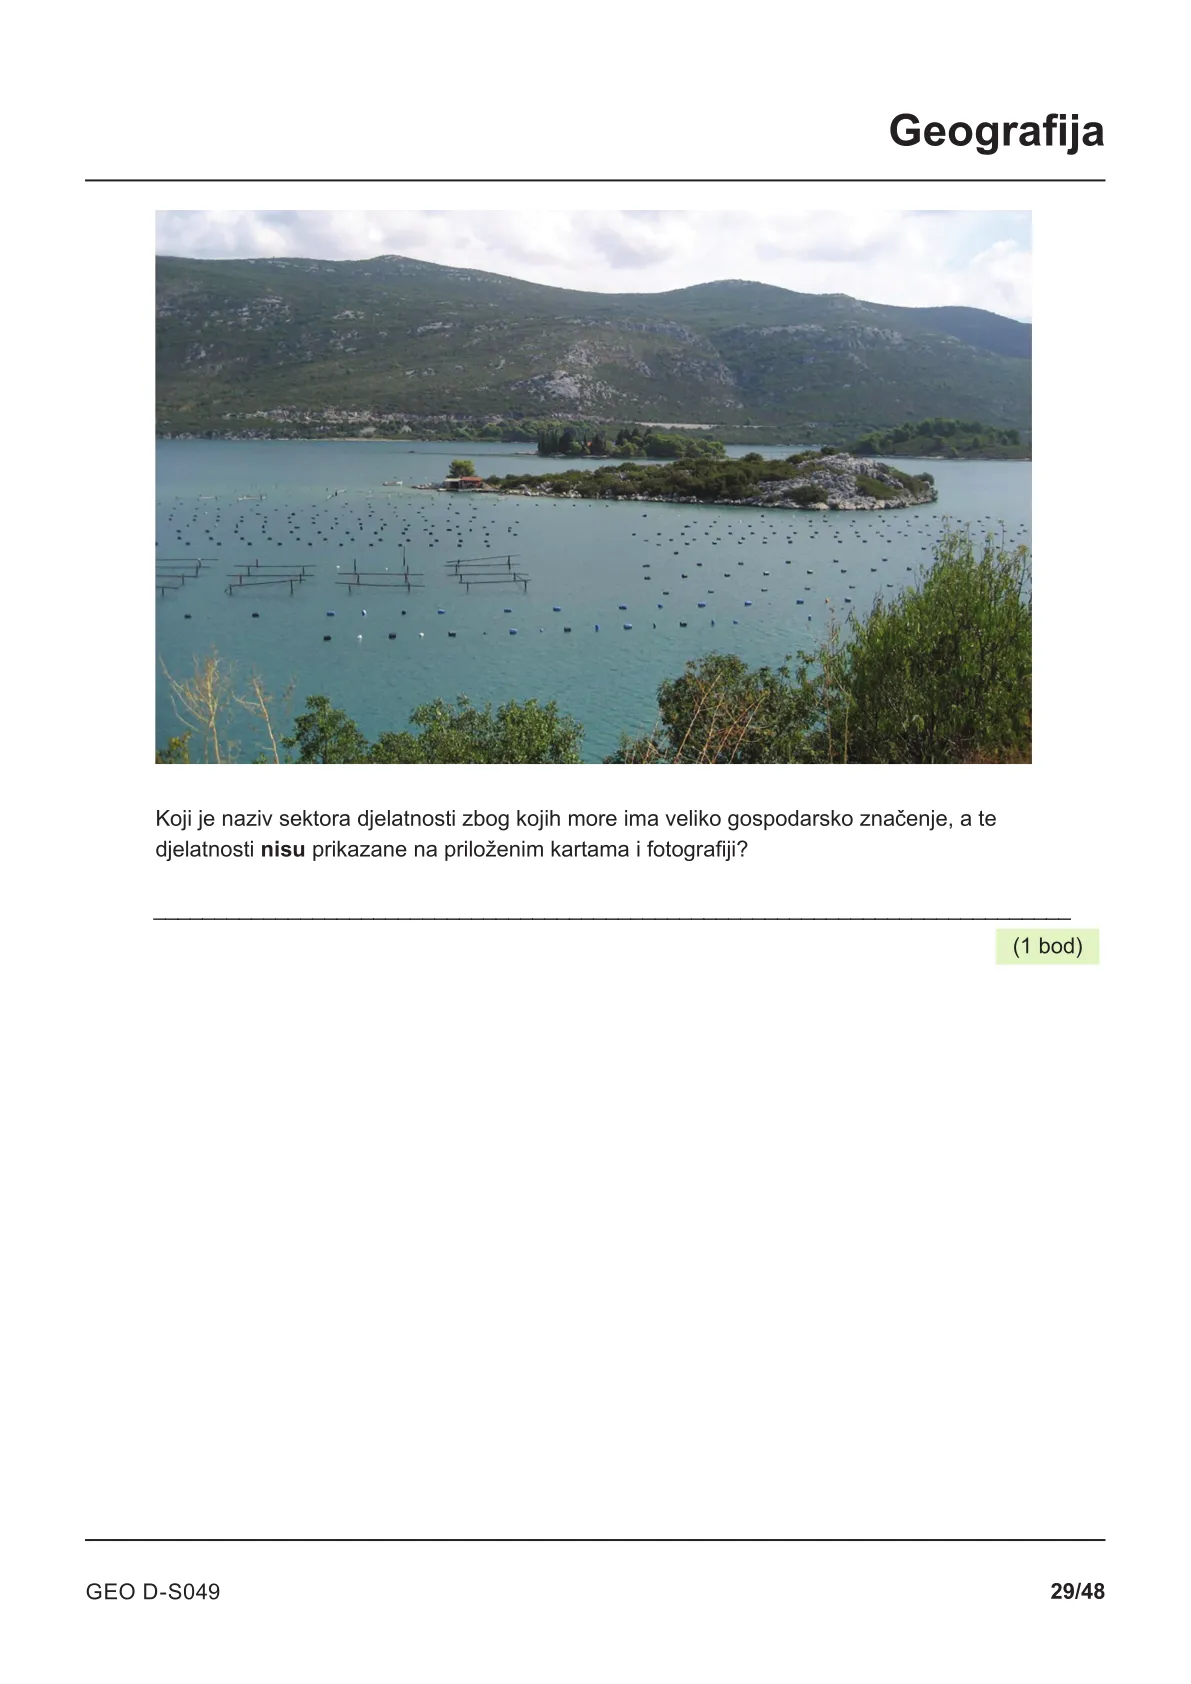 Geografija
Koji je naziv sektora djelatnosti zbog kojih more ima veliko gospodarsko značenje, a te
djelatnosti nisu prikazane na priloženim kartama i fotografiji?
(1 bod)
GEO D-S049
29/48